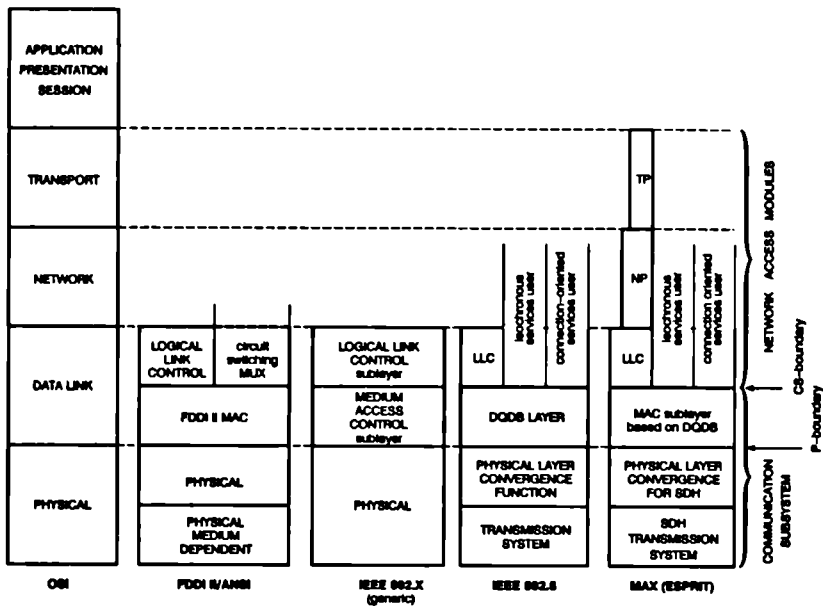 APPLICATION
PRESENTATION
SESSION
TRANSPORT
TP
NETWORK
NP
isochronous
services user
connection-oriented
services user
isochronous
services user
connection oriented
services user
DATA LINK
LOGICAL
LINK
CONTROL
circuit
switching
MUX
LOGICAL LINK
CONTROL
sublayer
LLC
LLC
FDDI II MAC
MEDIUM
ACCESS
CONTROL
sublayer
DQDB LAYER
MAC sublayer
based on DQDB
PHYSICAL
PHYSICAL
PHYSICAL
MEDIUM
DEPENDENT
PHYSICAL
PHYSICAL LAYER
CONVERGENCE
FUNCTION
TRANSMISSION
SYSTEM
PHYSICAL LAYER
CONVERGENCE
FOR SDH
SDH
TRANSMISSION
SYSTEM
NETWORK ACCESS MODULES
CS-boundary
P-boundary
COMMUNICATION
SUBSYSTEM
OSI
FDDI II/ANSI
IEEE 802.X
(generic)
IEEE 802.6
MAX (ESPRIT)